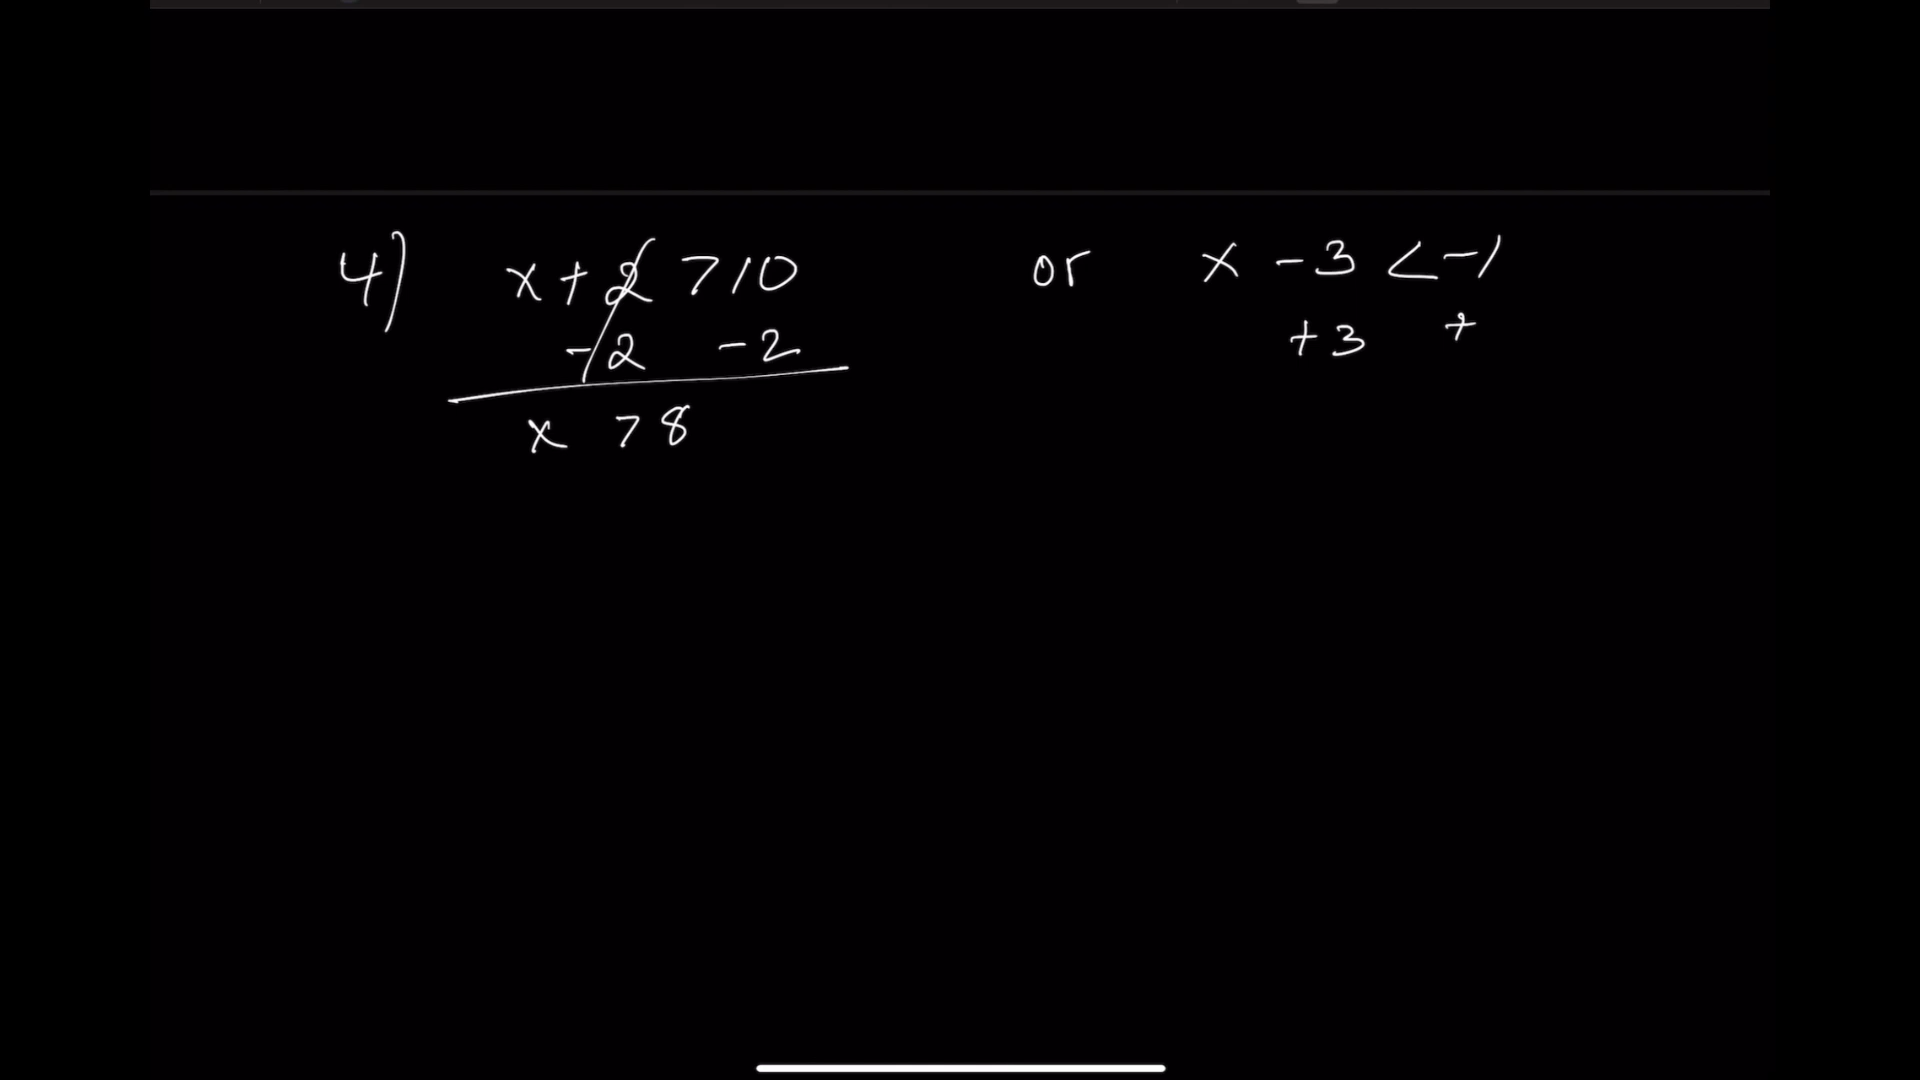 4) x + 2 > 10 or x - 3 < -1
-2 -2 +3 +
x > 8